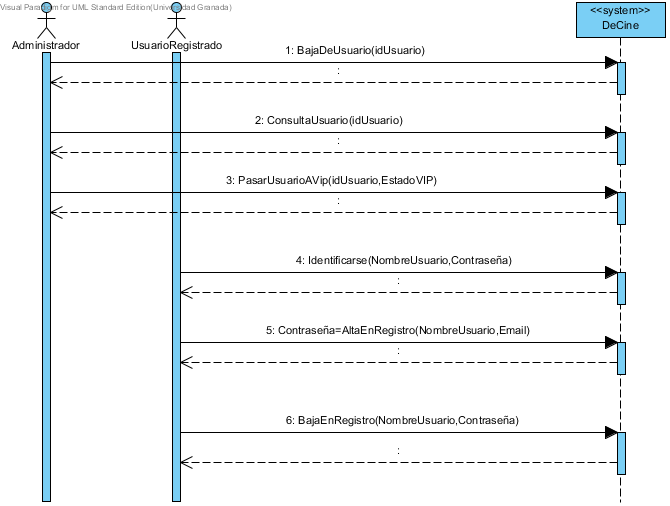 Visual Paradigm for UML Standard Edition(Universidad Granada)
<<system>>
DeCine
Administrador
UsuarioRegistrado
1: BajaDeUsuario(idUsuario)
:
2: ConsultaUsuario(idUsuario)
:
3: PasarUsuarioAVip(idUsuario,EstadoVIP)
:
4: Identificarse(NombreUsuario,Contraseña)
:
5: Contraseña=AltaEnRegistro(NombreUsuario,Email)
:
6: BajaEnRegistro(NombreUsuario,Contraseña)
: